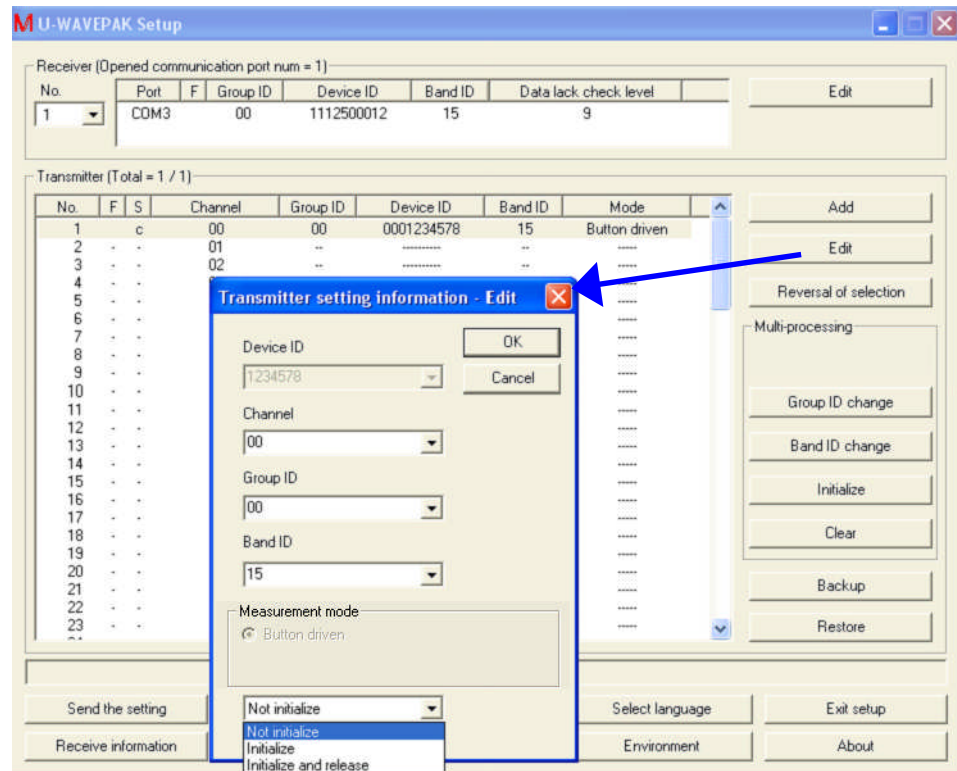 M U-WAVEPAK Setup
Receiver (Opened communication port num = 1)
No. Port F Group ID Device ID Band ID Data lack check level Edit
1 COM3 00 1112500012 15 9
Transmitter (Total = 1 / 1)
No. F S Channel Group ID Device ID Band ID Mode Add
1 c 00 00 0001234578 15 Button driven
2 - - 01 -- ---------- -- ----- Edit
3 - - 02 -- ---------- -- -----
4 - - -----
Transmitter setting information - Edit
5 - - ----- Reversal of selection
6 - - -----
7 - - ----- Multi-processing
8 - - Device ID OK -----
9 - - 1234578 Cancel -----
10 - - -----
11 - - Channel ----- Group ID change
12 - - -----
13 - - 00 ----- Band ID change
14 - - -----
15 - - Group ID ----- Initialize
16 - - -----
17 - - 00 -----
18 - - Band ID ----- Clear
19 - - -----
20 - - 15 -----
21 - - ----- Backup
22 - - Measurement mode -----
23 - - Button driven ----- Restore
Send the setting Not initialize Select language Exit setup
Not initialize
Receive information Initialize Environment About
Initialize and release